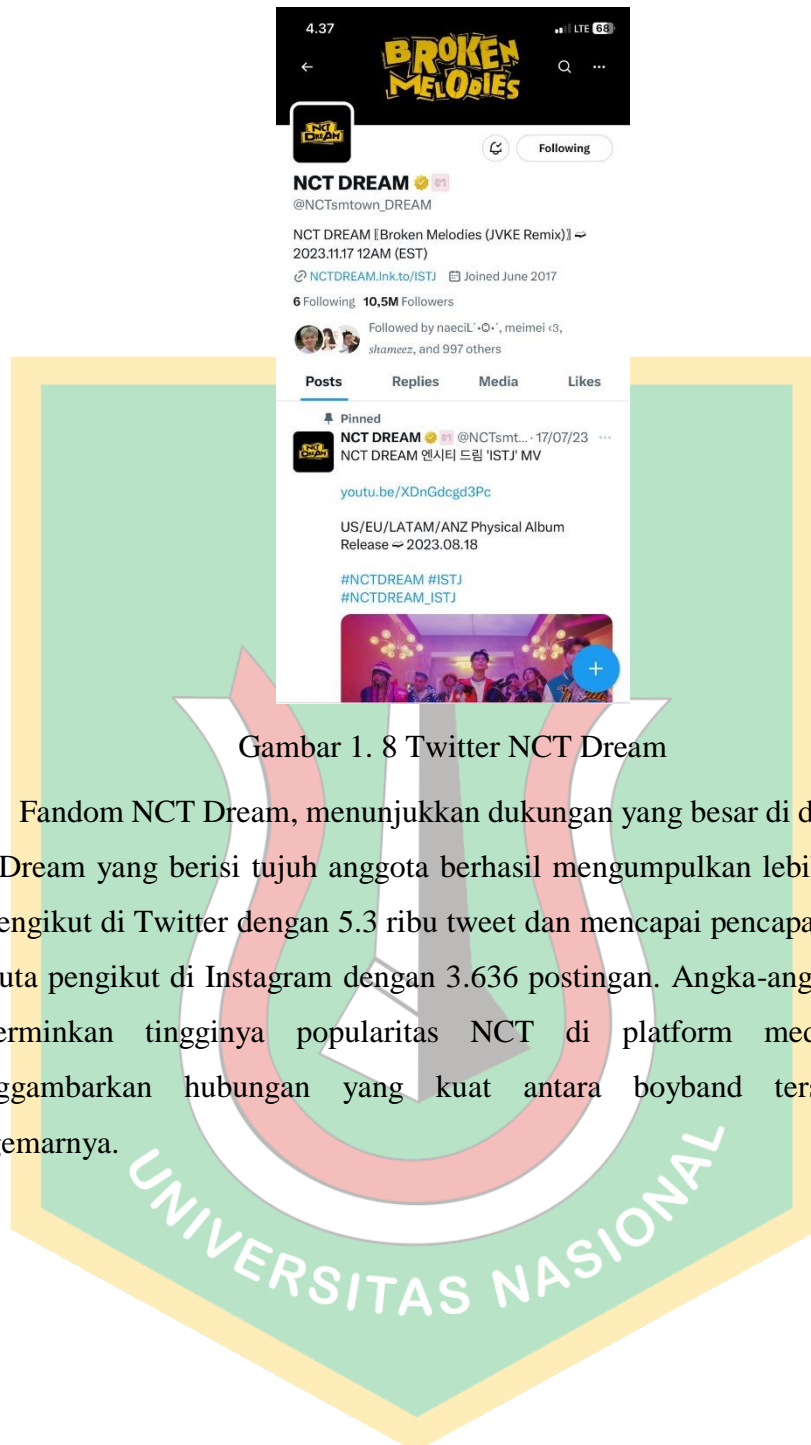 4.37
LTE 68
BROKEN
MELODIES
NCT
DREAM
Following
NCT DREAM
@NCTsmtown_DREAM
NCT DREAM〖Broken Melodies (JVKE Remix)〗➫
2023.11.17 12AM (EST)
NCTDREAM.lnk.to/ISTJ Joined June 2017
6 Following 10,5M Followers
Followed by naeciL˙•O•˙, meimei ‹3,
shameez, and 997 others
Posts Replies Media Likes
Pinned
NCT DREAM @NCTsmt... · 17/07/23 ...
NCT DREAM 엔시티 드림 'ISTJ' MV
youtu.be/XDnGdcgd3Pc
US/EU/LATAM/ANZ Physical Album
Release ➫ 2023.08.18
#NCTDREAM #ISTJ
#NCTDREAM_ISTJ
Gambar 1. 8 Twitter NCT Dream
Fandom NCT Dream, menunjukkan dukungan yang besar di d
Dream yang berisi tujuh anggota berhasil mengumpulkan lebi
engikut di Twitter dengan 5.3 ribu tweet dan mencapai pencapa
uta pengikut di Instagram dengan 3.636 postingan. Angka-ang
erminkan tingginya popularitas NCT di platform med
ggambarkan hubungan yang kuat antara boyband ters
gemarnya.
UNIVERSITAS NASIONAL